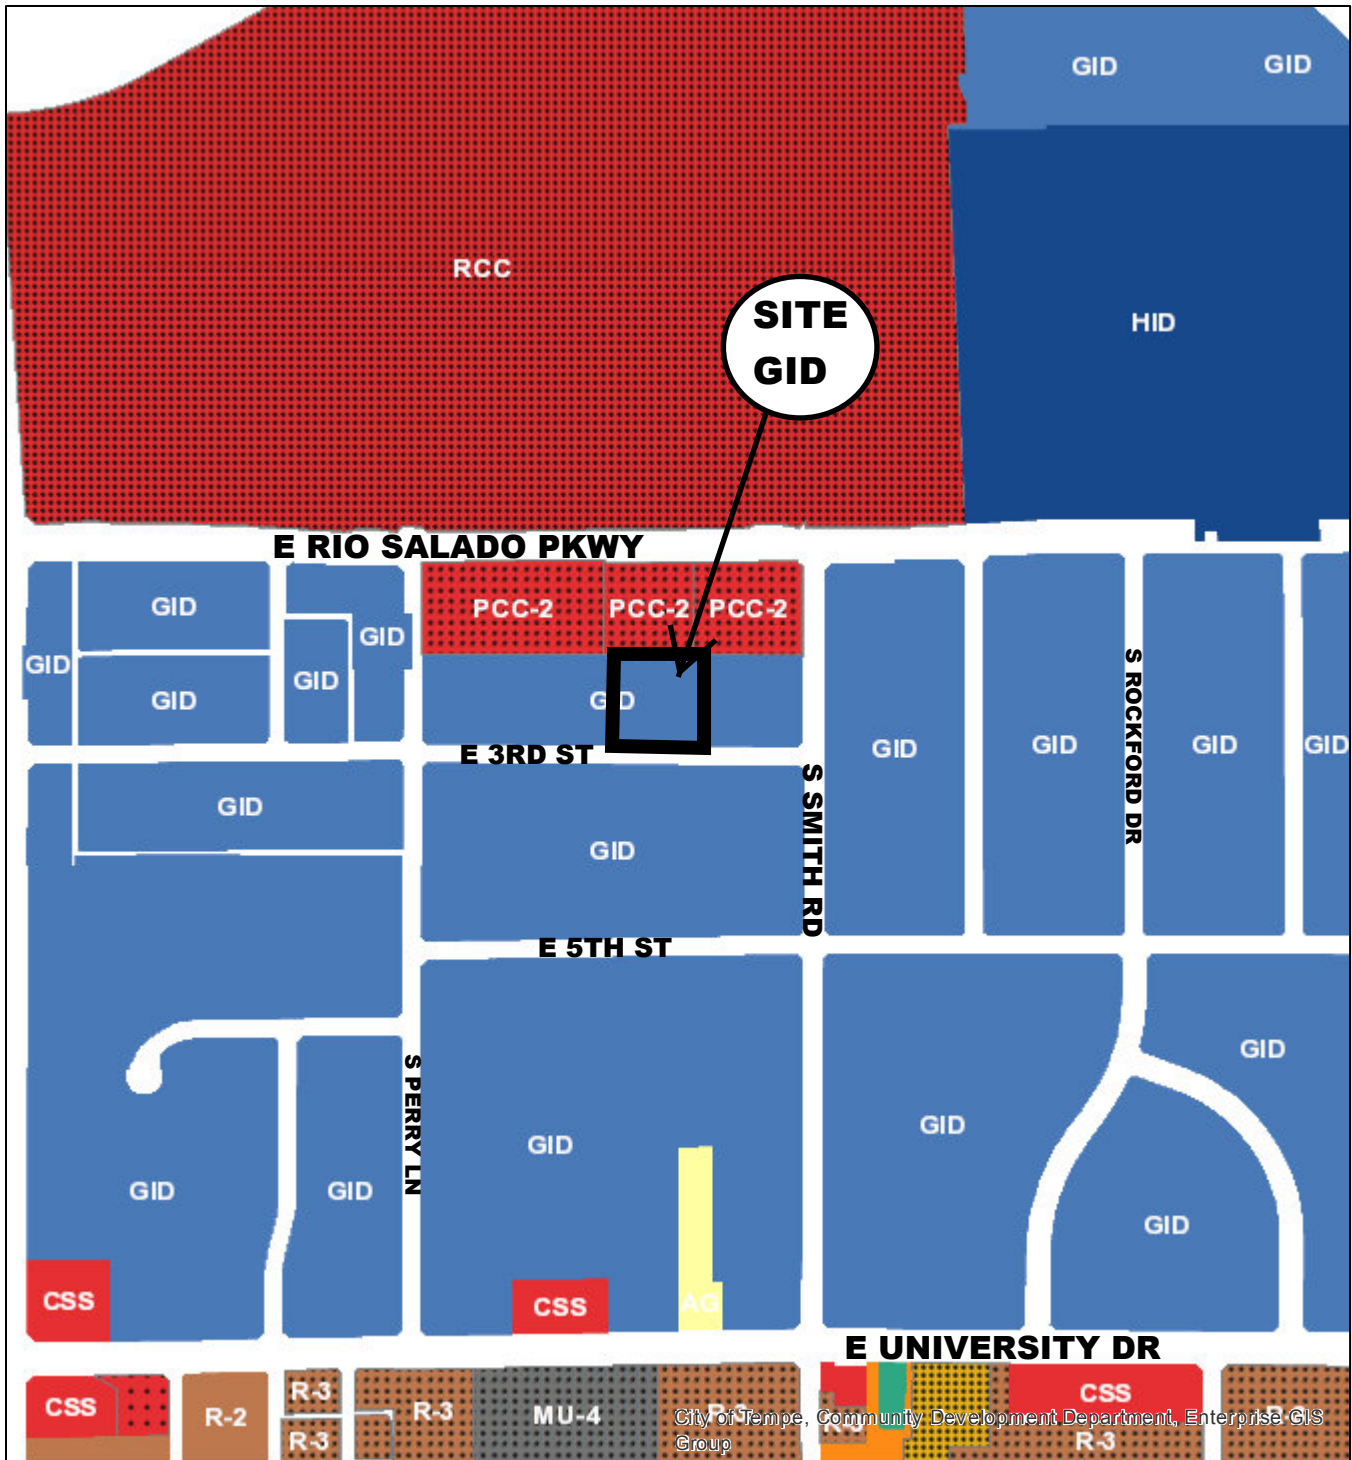 GID
GID
RCC
SITE
GID
HID
E RIO SALADO PKWY
GID
PCC-2
PCC-2
PCC-2
GID
GID
GID
GID
GID
E 3RD ST
GID
GID
GID
GID
S ROCKFORD DR
GID
GID
GID
S SMITH RD
E 5TH ST
GID
S PERRY LN
GID
GID
GID
GID
GID
CSS
CSS
AG
E UNIVERSITY DR
CSS
R-2
R-3
R-3
R-3
MU-4
R-3
R-3
CSS
R-3
City of Tempe, Community Development Department, Enterprise GIS
Group